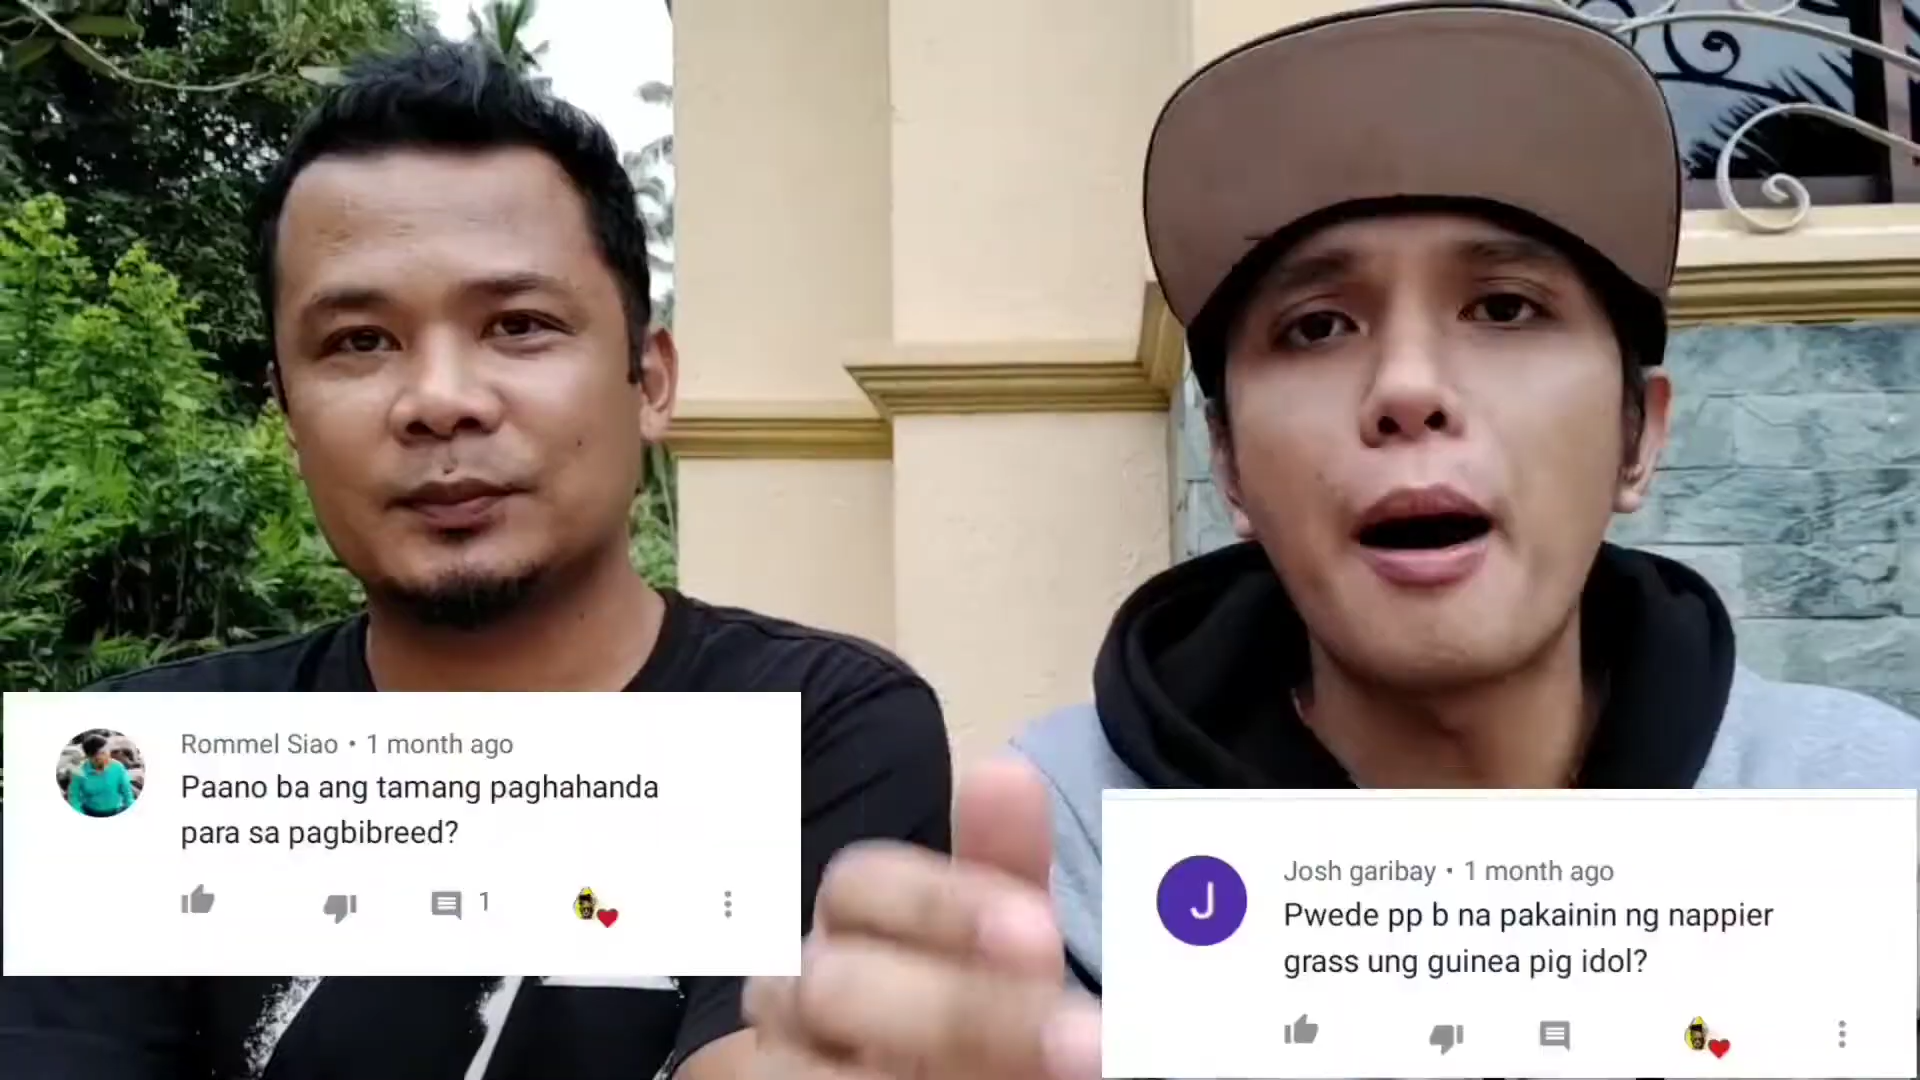 Rommel Siao • 1 month ago
Paano ba ang tamang paghahanda
para sa pagbibreed?
1
J
Josh garibay • 1 month ago
Pwede pp b na pakainin ng nappier
grass ung guinea pig idol?